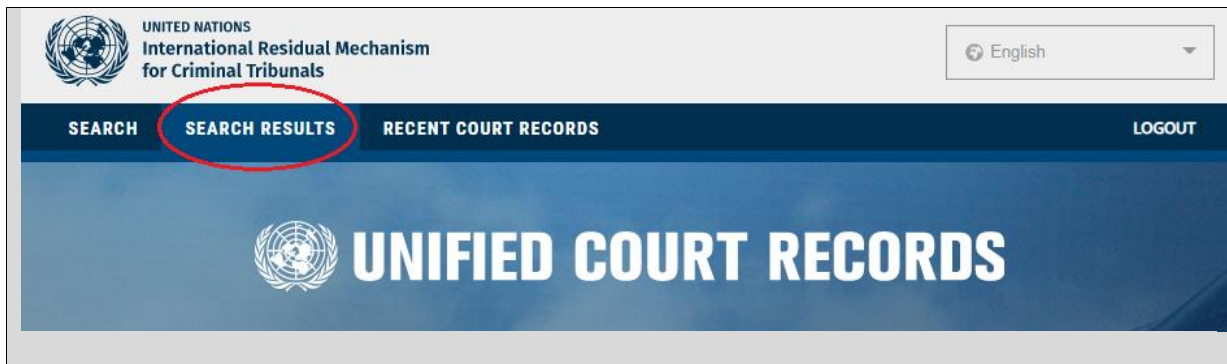 UNITED NATIONS
International Residual Mechanism
for Criminal Tribunals
English
SEARCH SEARCH RESULTS RECENT COURT RECORDS LOGOUT
UNIFIED COURT RECORDS